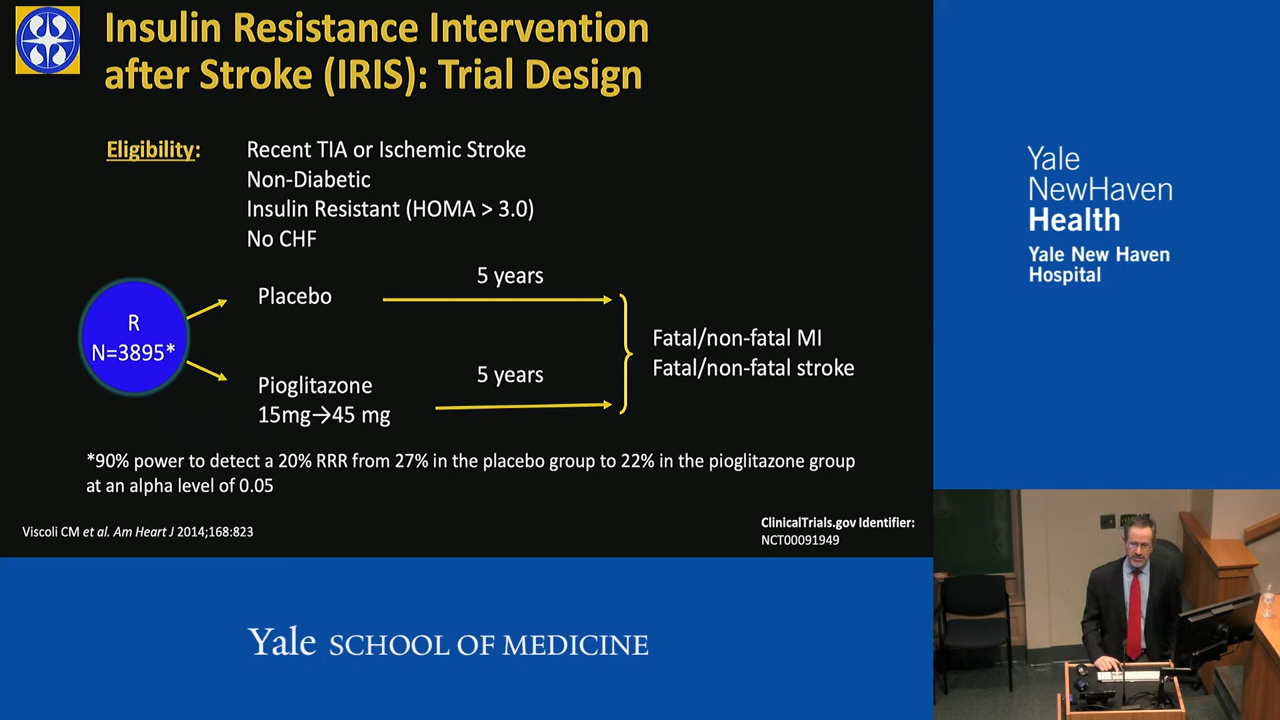 Insulin Resistance Intervention
after Stroke (IRIS): Trial Design
Eligibility:
Recent TIA or Ischemic Stroke
Non-Diabetic
Insulin Resistant (HOMA > 3.0)
No CHF
R
N=3895*
Placebo
5 years
Pioglitazone
15mg→45 mg
5 years
Fatal/non-fatal MI
Fatal/non-fatal stroke
*90% power to detect a 20% RRR from 27% in the placebo group to 22% in the pioglitazone group
at an alpha level of 0.05
Viscoli CM et al. Am Heart J 2014;168:823
ClinicalTrials.gov Identifier:
NCT00091949
Yale
NewHaven
Health
Yale New Haven
Hospital
Yale SCHOOL OF MEDICINE